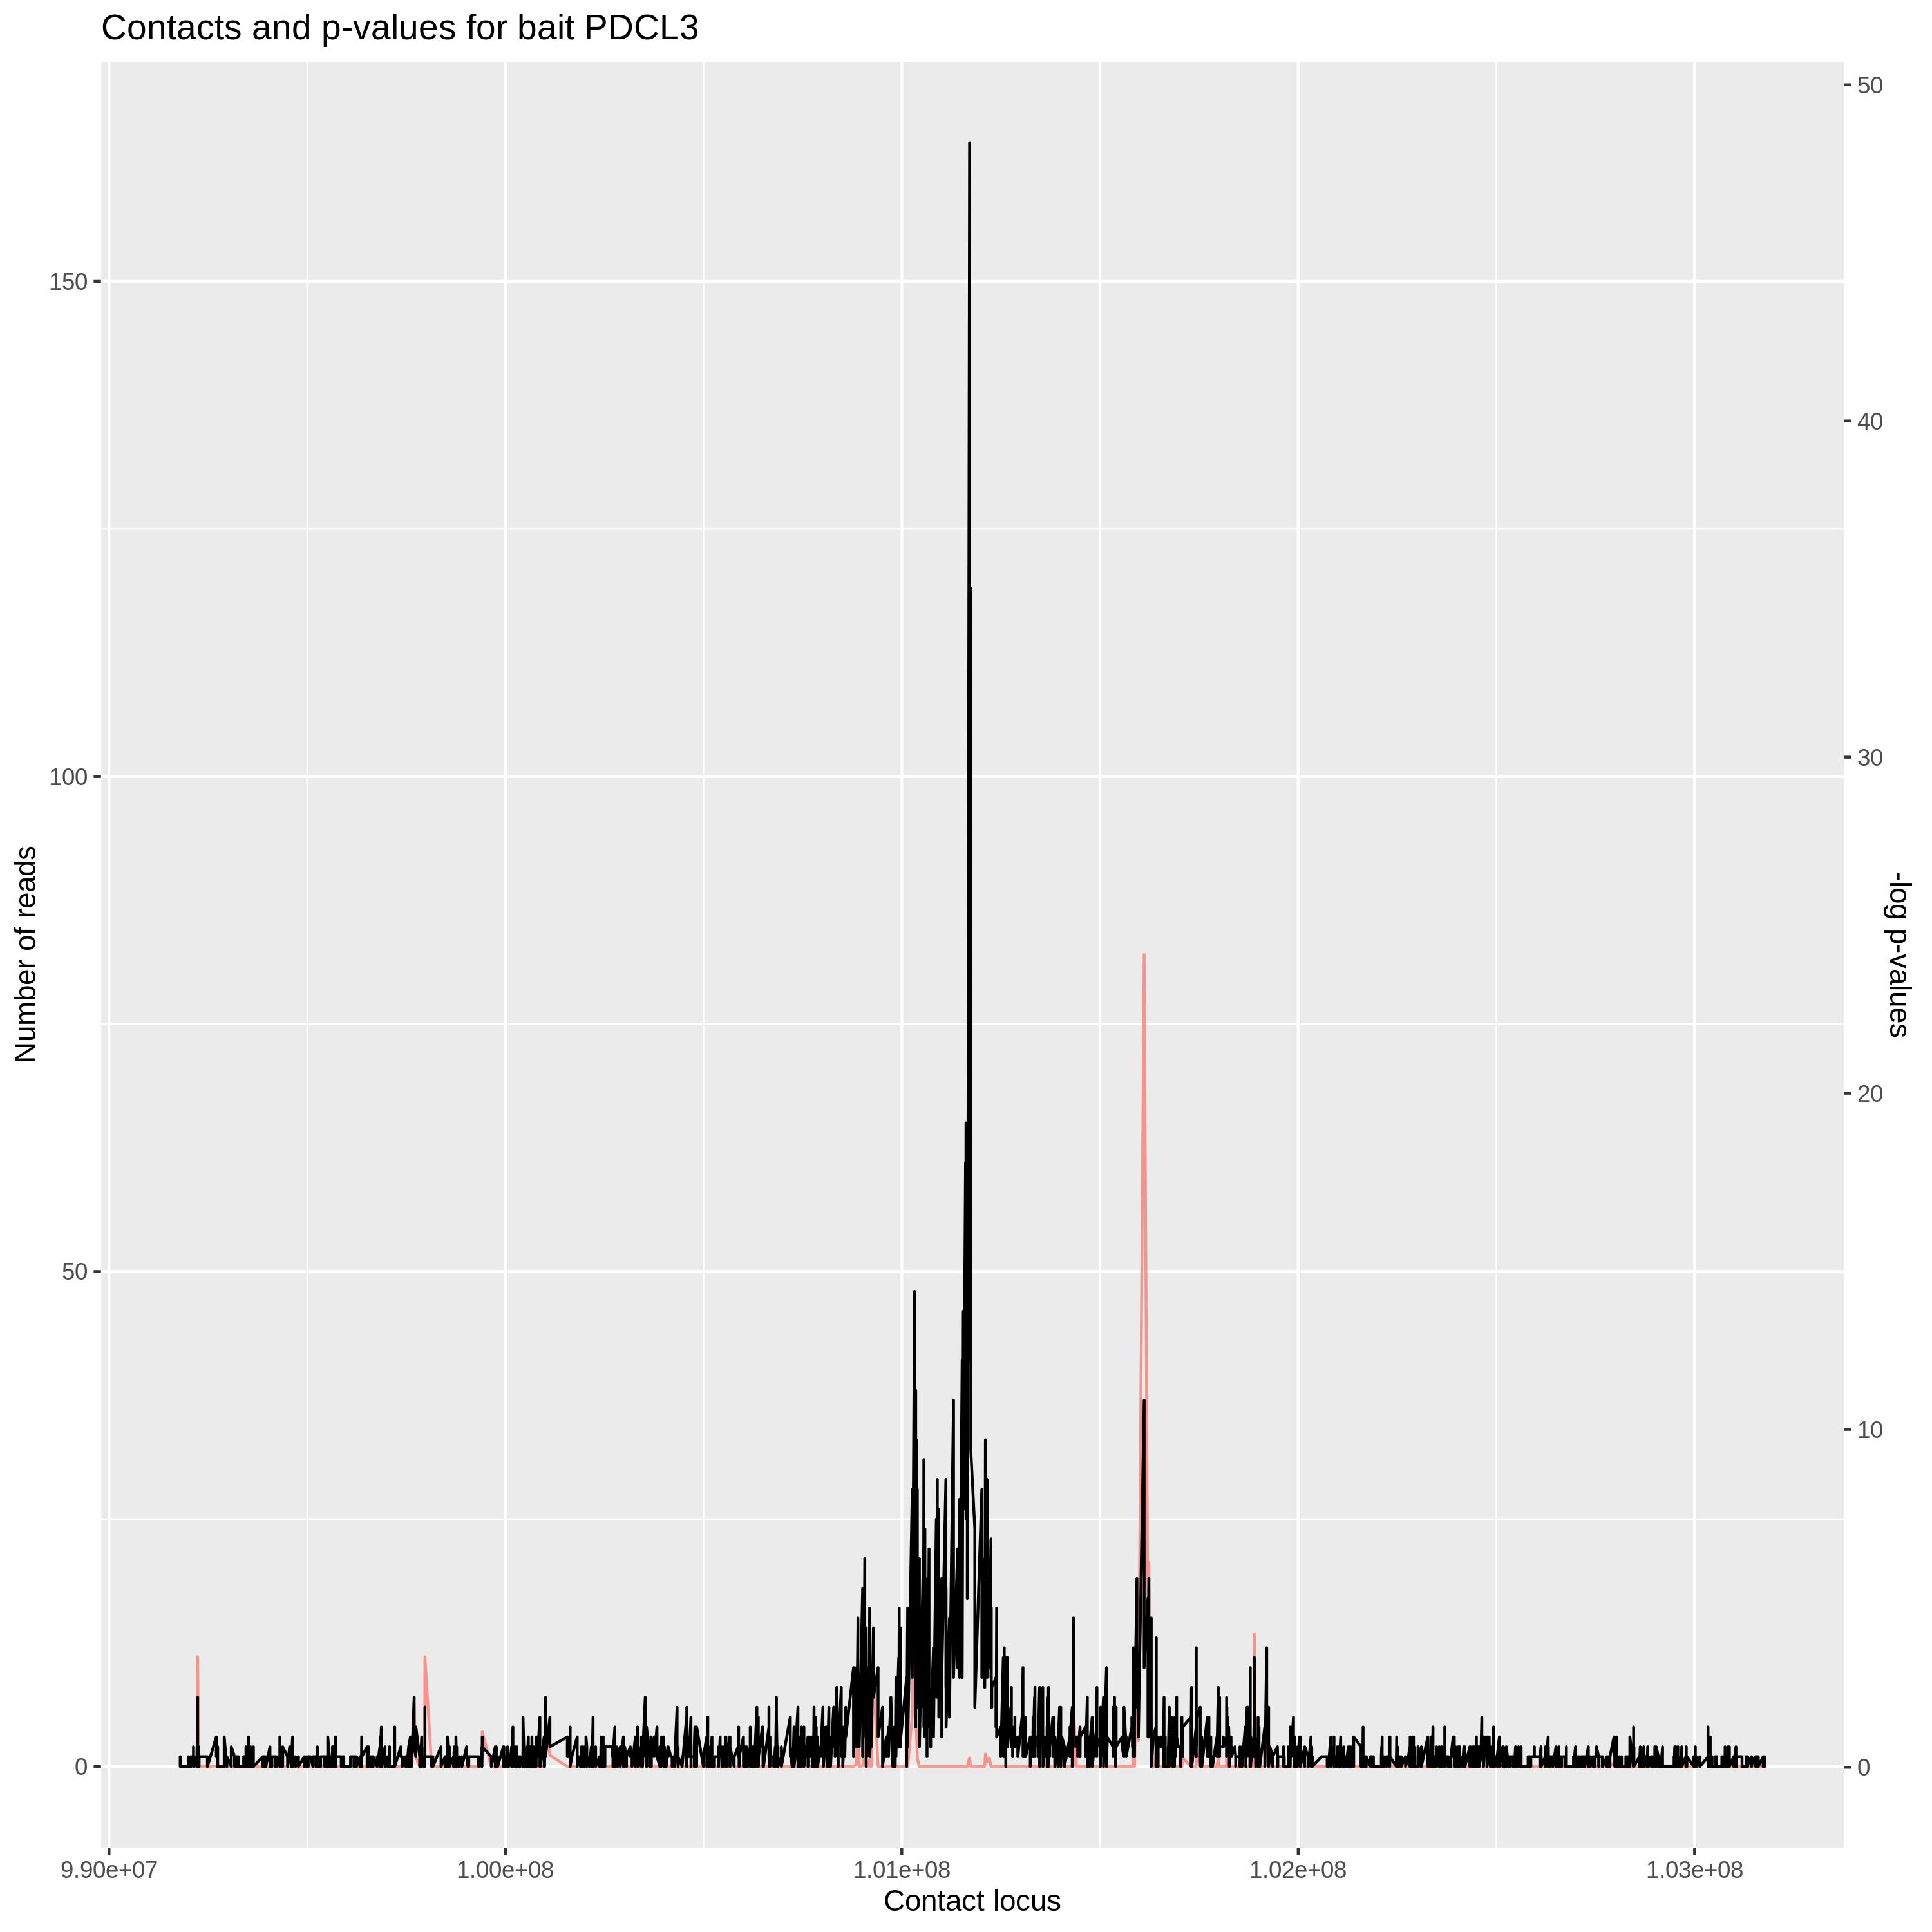 Contacts and p-values for bait PDCL3
150
100
50
0
Number of reads
50
40
30
20
10
0
-log p-values
9.90e+07
1.00e+08
1.01e+08
1.02e+08
1.03e+08
Contact locus